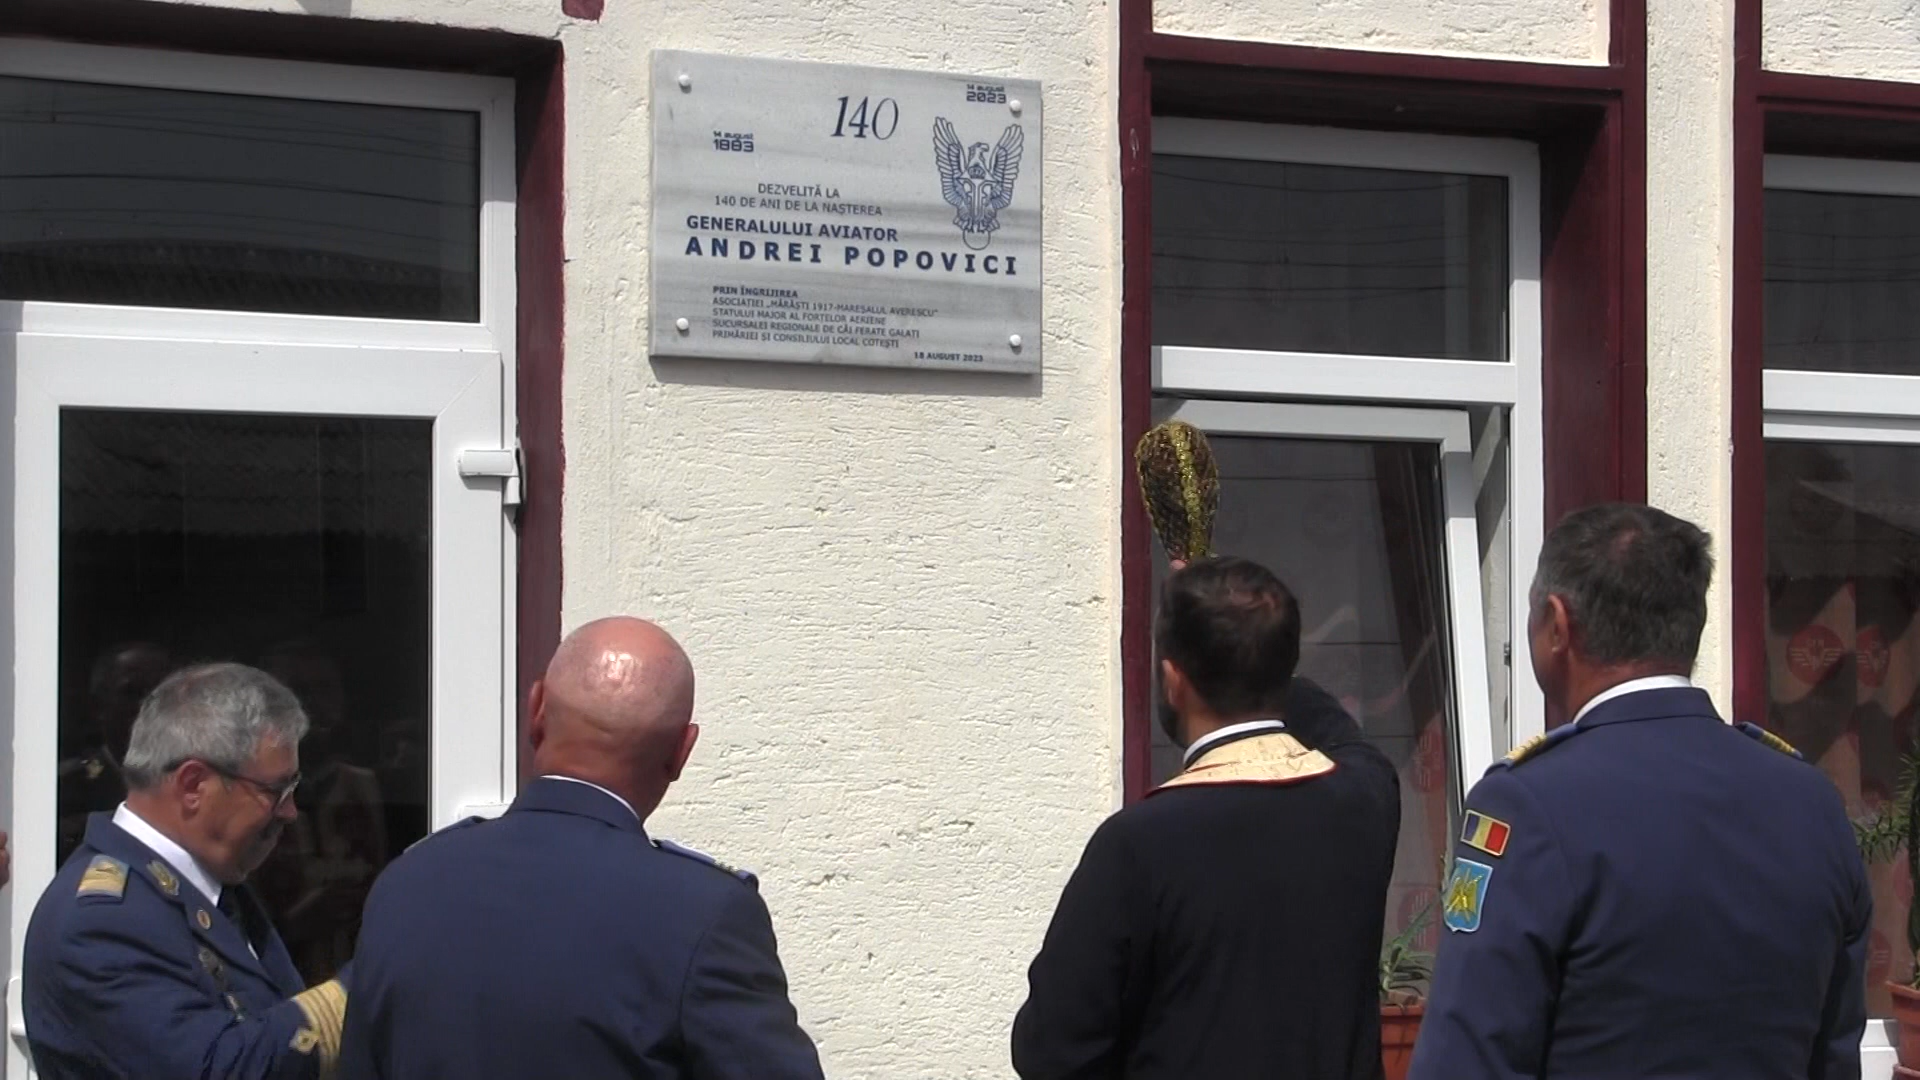 14 august
2023
140
14 august
1883
DEZVELITĂ LA
140 DE ANI DE LA NAȘTEREA
GENERALULUI AVIATOR
ANDREI POPOVICI
PRIN ÎNGRIJIREA
ASOCIAȚIEI „MĂRĂȘTI 1917-MAREȘALUL AVERESCU”
STATULUI MAJOR AL FORȚELOR AERIENE
SUCURSALEI REGIONALE DE CĂI FERATE GALAȚI
PRIMĂRIEI ȘI CONSILIULUI LOCAL COTEȘTI
18 AUGUST 2023